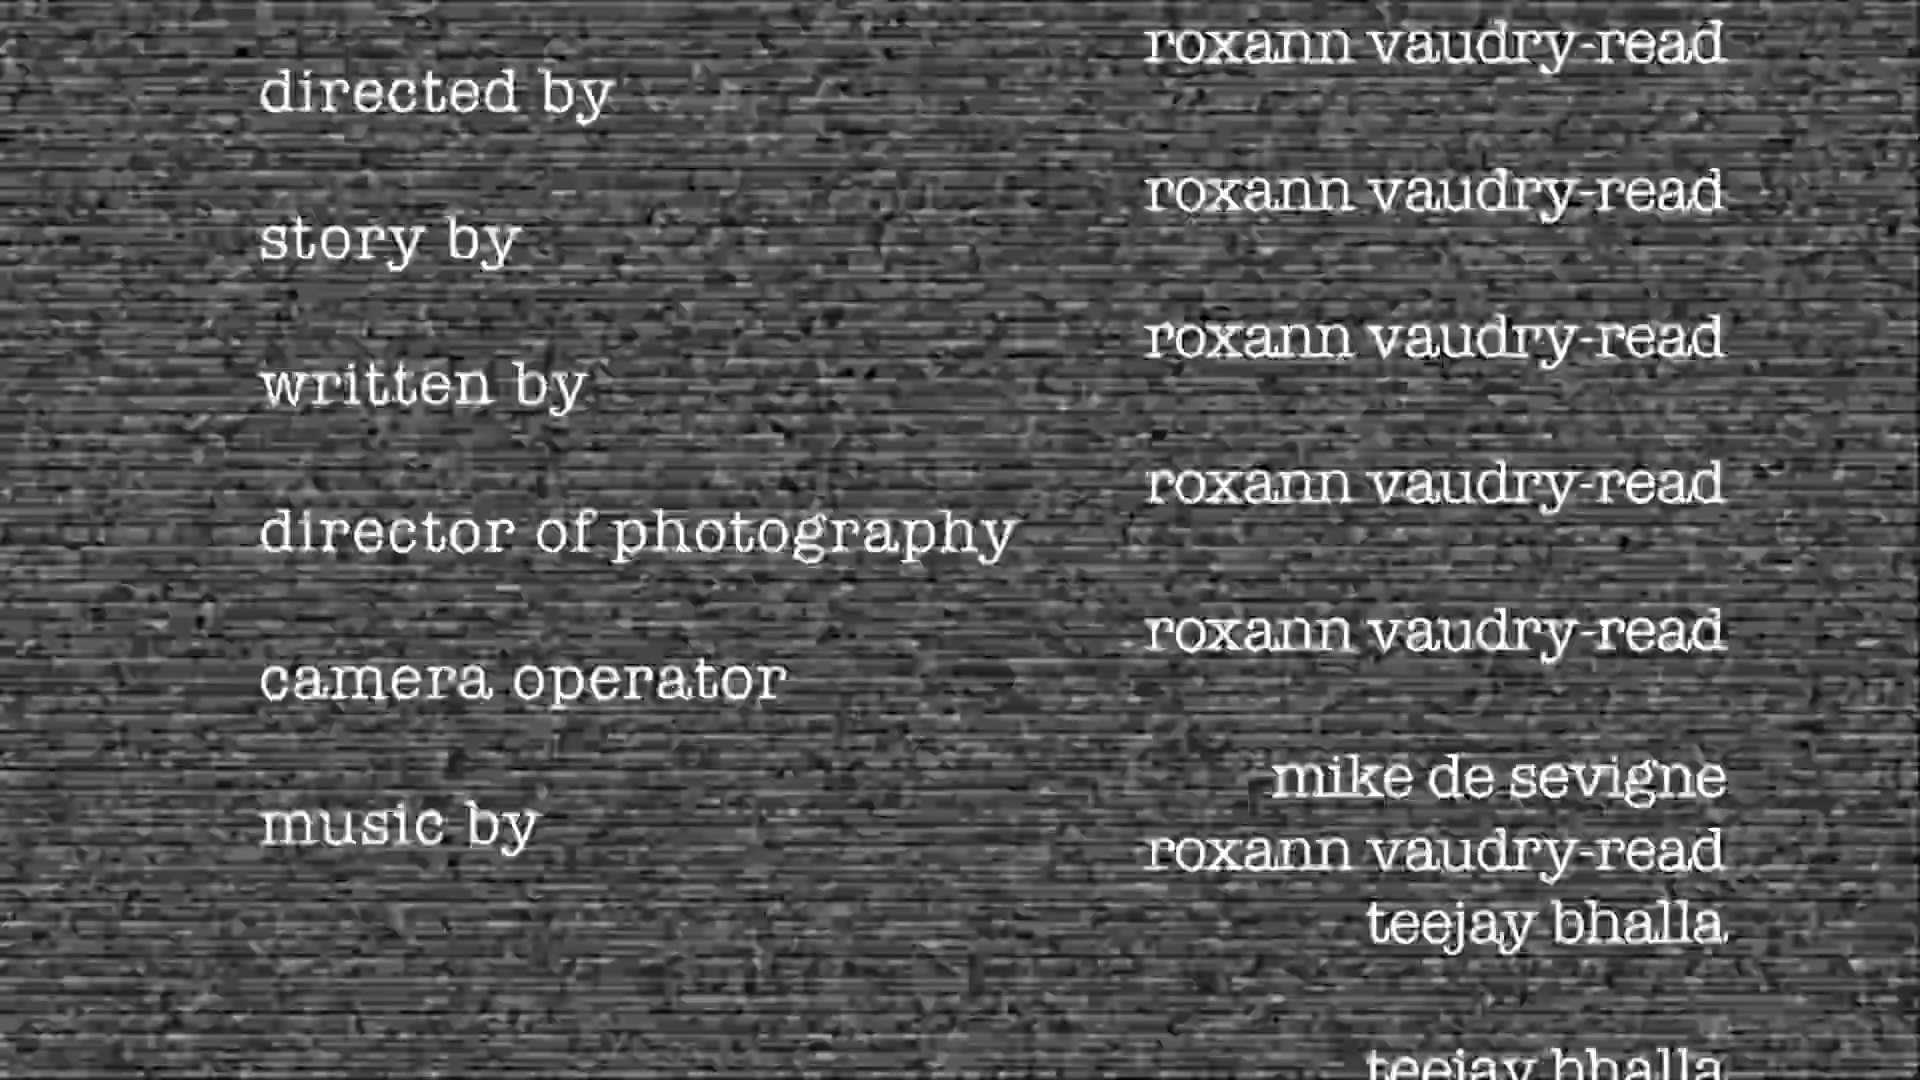 roxann vaudry-read
directed by
roxann vaudry-read
story by
roxann vaudry-read
written by
roxann vaudry-read
director of photography
roxann vaudry-read
camera operator
mike de sevigne
music by
roxann vaudry-read
teejay bhalla
teejay bhalla